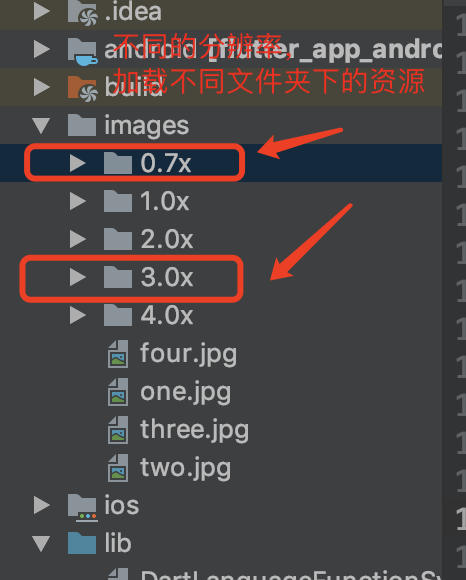 .idea
android [flutter_app_andro
不同的分辨率，
build
加载不同文件夹下的资源
images
0.7x
1.0x
2.0x
3.0x
4.0x
four.jpg
one.jpg
three.jpg
two.jpg
ios
lib
DartLanguageFunctionSy